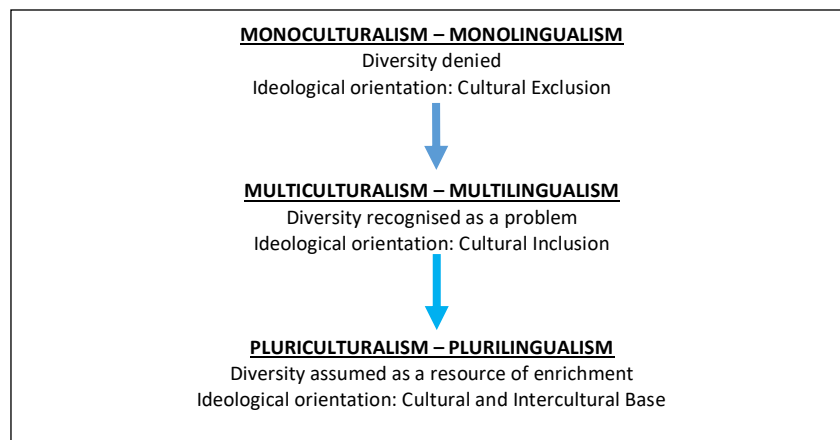 MONOCULTURALISM – MONOLINGUALISM
Diversity denied
Ideological orientation: Cultural Exclusion
MULTICULTURALISM – MULTILINGUALISM
Diversity recognised as a problem
Ideological orientation: Cultural Inclusion
PLURICULTURALISM – PLURILINGUALISM
Diversity assumed as a resource of enrichment
Ideological orientation: Cultural and Intercultural Base